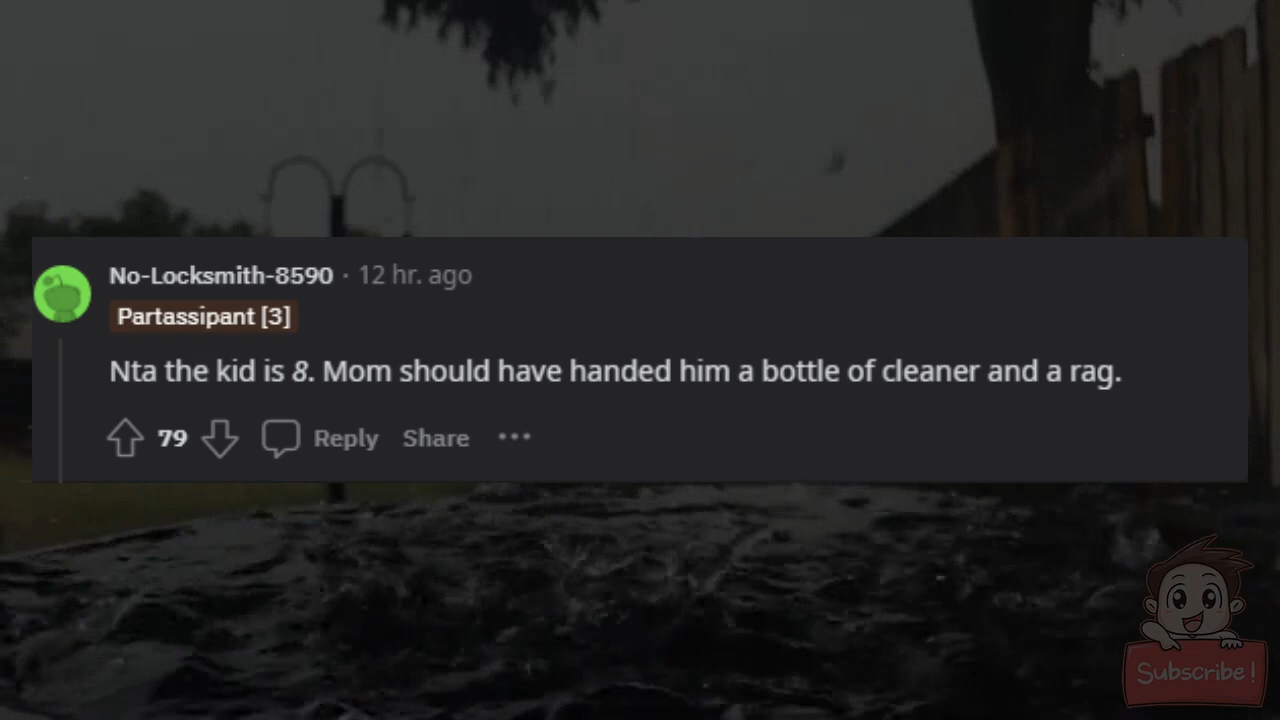 No-Locksmith-8590 · 12 hr. ago
Partassipant [3]
Nta the kid is 8. Mom should have handed him a bottle of cleaner and a rag.
79 Reply Share ···
Subscribe!